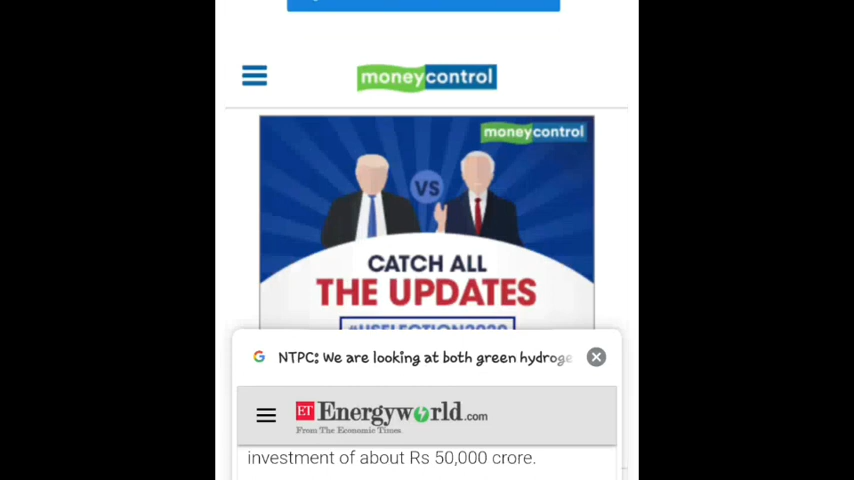 moneycontrol
moneycontrol
VS
CATCH ALL
THE UPDATES
#USELECTION2020
NTPC: We are looking at both green hydroge
ET Energyworld.com
From The Economic Times
investment of about Rs 50,000 crore.